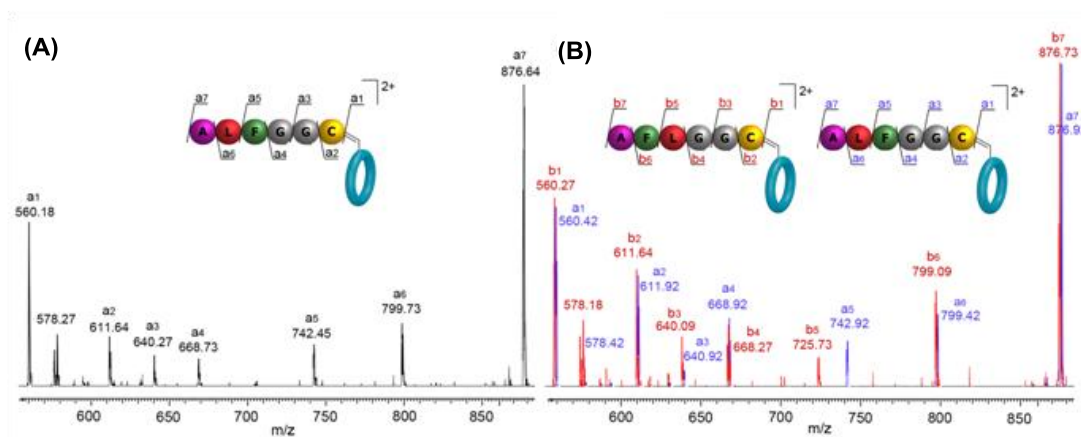 (A)
a7
876.64
a7 a5 a3 a1 2+
A L F G G C
a6 a4 a2
a1
560.18
578.27
a2
611.64
a3
640.27
a4
668.73
a5
742.45
a6
799.73
600 650 700 750 800 850
m/z
(B)
b7
876.73
a7
b7 b5 b3 b1 2+
A F L G G C
b6 b4 b2
a7 a5 a3 a1 2+
A L F G G C
a6 a4 a2
b1
560.27
a1
560.42
578.18
578.42
b2
611.64
a2
611.92
b3
640.09
a3
640.92
a4
668.92
b4
668.27
b5
725.73
a5
742.92
b6
799.09
a6
799.42
600 650 700 750 800 850
m/z